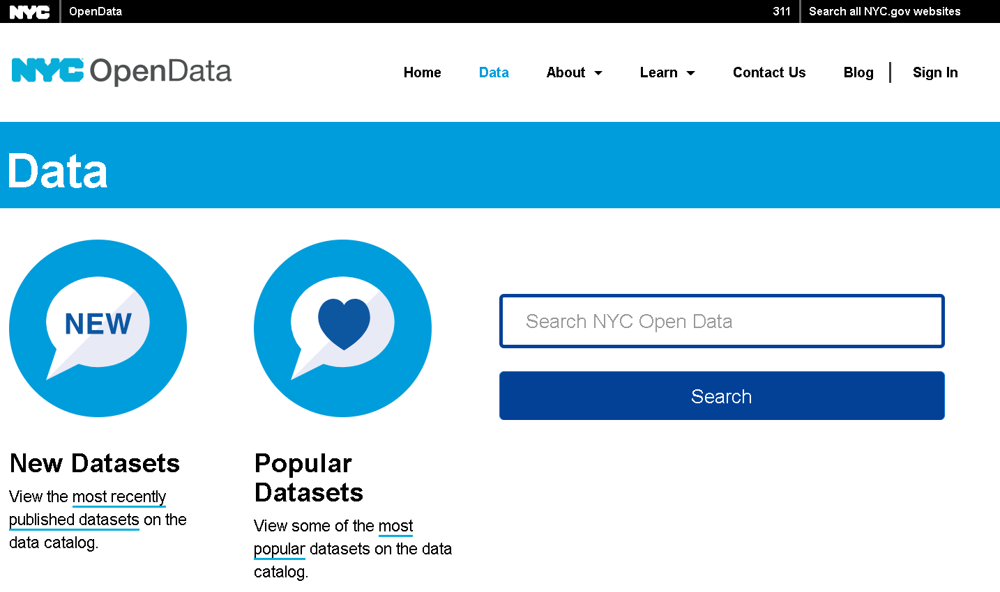 NYC OpenData 311 Search all NYC.gov websites
NYC OpenData Home Data About Learn Contact Us Blog Sign In
Data
NEW
Search NYC Open Data
Search
New Datasets
View the most recently
published datasets on the
data catalog.
Popular
Datasets
View some of the most
popular datasets on the data
catalog.